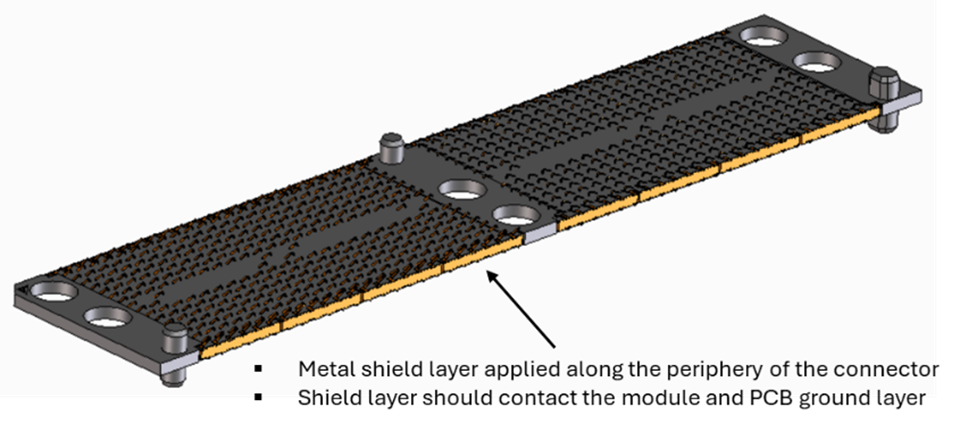 ▪ Metal shield layer applied along the periphery of the connector
▪ Shield layer should contact the module and PCB ground layer